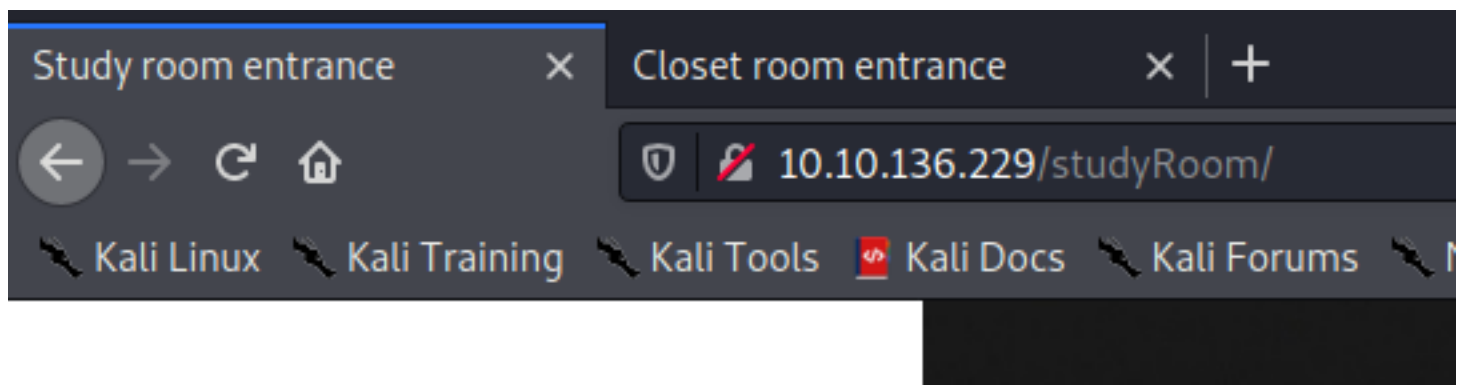 Study room entrance Closet room entrance
10.10.136.229/studyRoom/
Kali Linux Kali Training Kali Tools Kali Docs Kali Forums